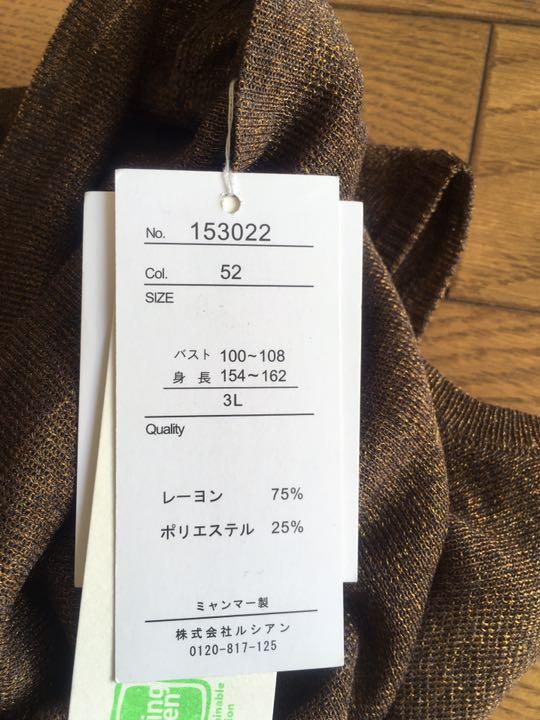 No. 153022
Col. 52
SIZE
バスト 100~108
身長 154~162
3L
Quality
レーヨン 75%
ポリエステル 25%
ミャンマー製
株式会社ルシアン
0120-817-125